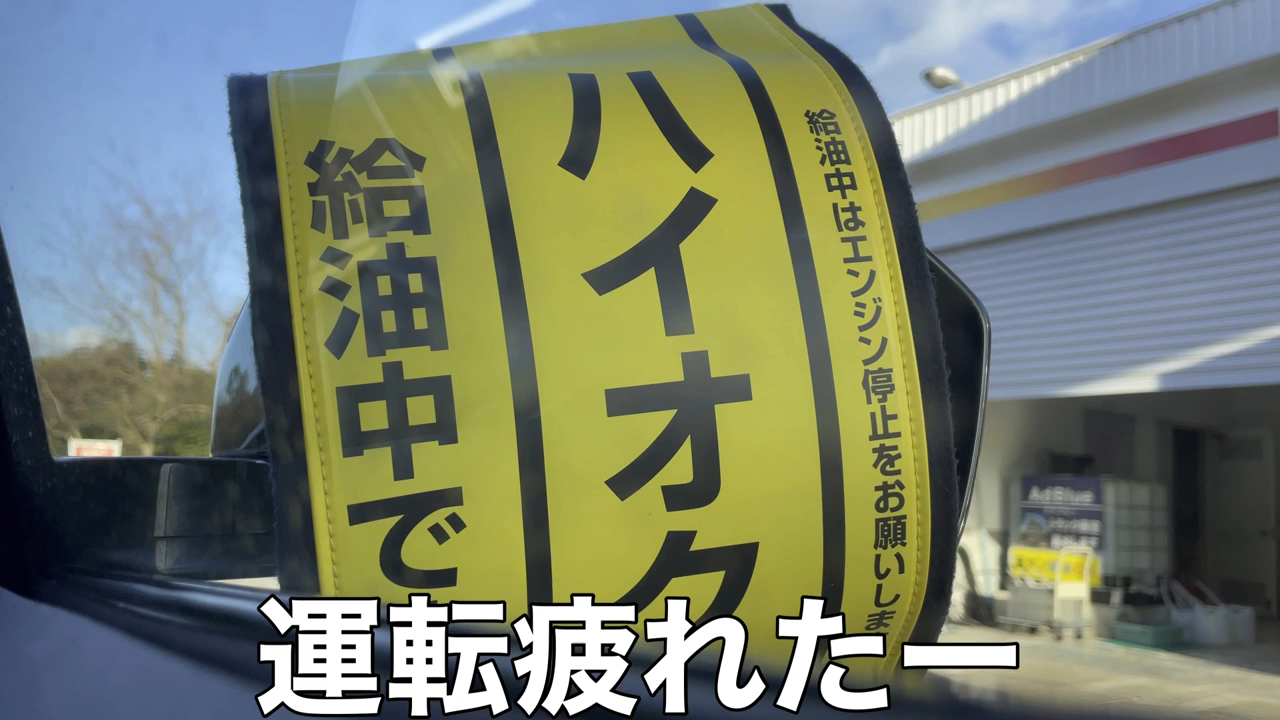 給油中はエンジン停止をお願いしま
ハイオク
給油中で
AdBlue
運転疲れたー